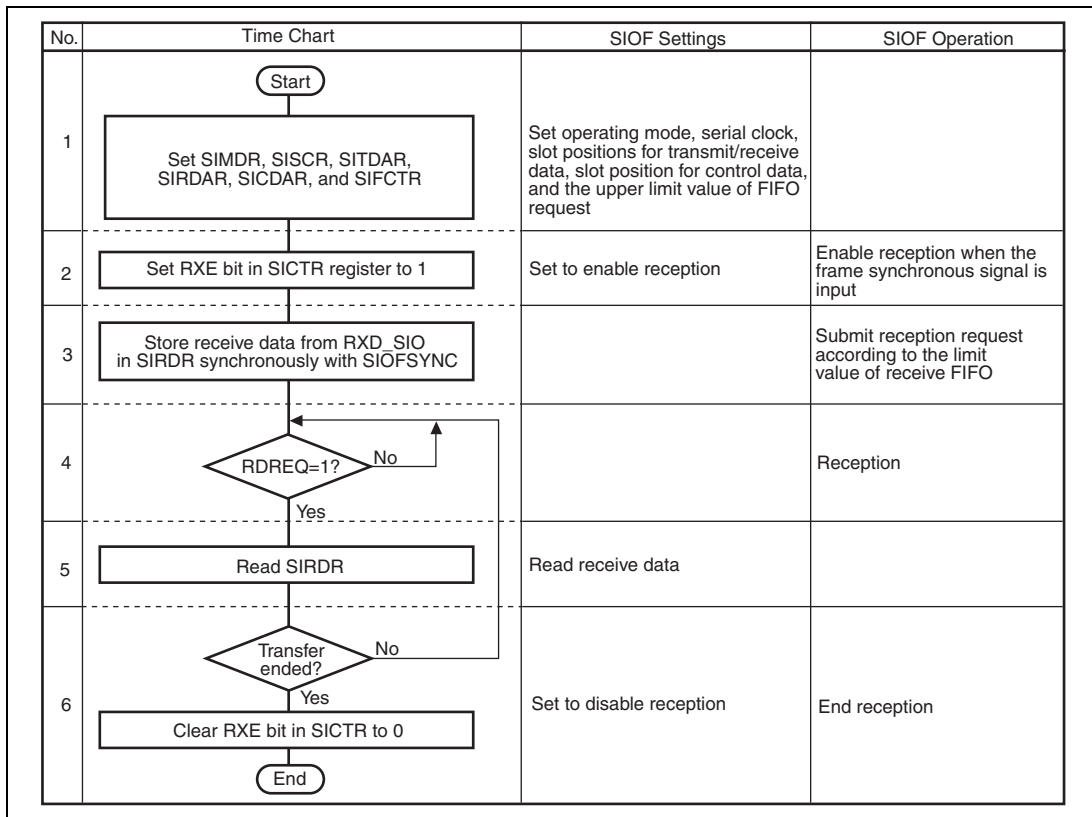 No.
Time Chart
SIOF Settings
SIOF Operation
Start
1
Set SIMDR, SISCR, SITDAR,
SIRDAR, SICDAR, and SIFCTR
Set operating mode, serial clock,
slot positions for transmit/receive
data, slot position for control data,
and the upper limit value of FIFO
request
2
Set RXE bit in SICTR register to 1
Set to enable reception
Enable reception when the
frame synchronous signal is
input
3
Store receive data from RXD_SIO
in SIRDR synchronously with SIOFSYNC
Submit reception request
according to the limit
value of receive FIFO
4
RDREQ=1?
No
Yes
Reception
5
Read SIRDR
Read receive data
6
Transfer
ended?
No
Yes
Clear RXE bit in SICTR to 0
Set to disable reception
End reception
End